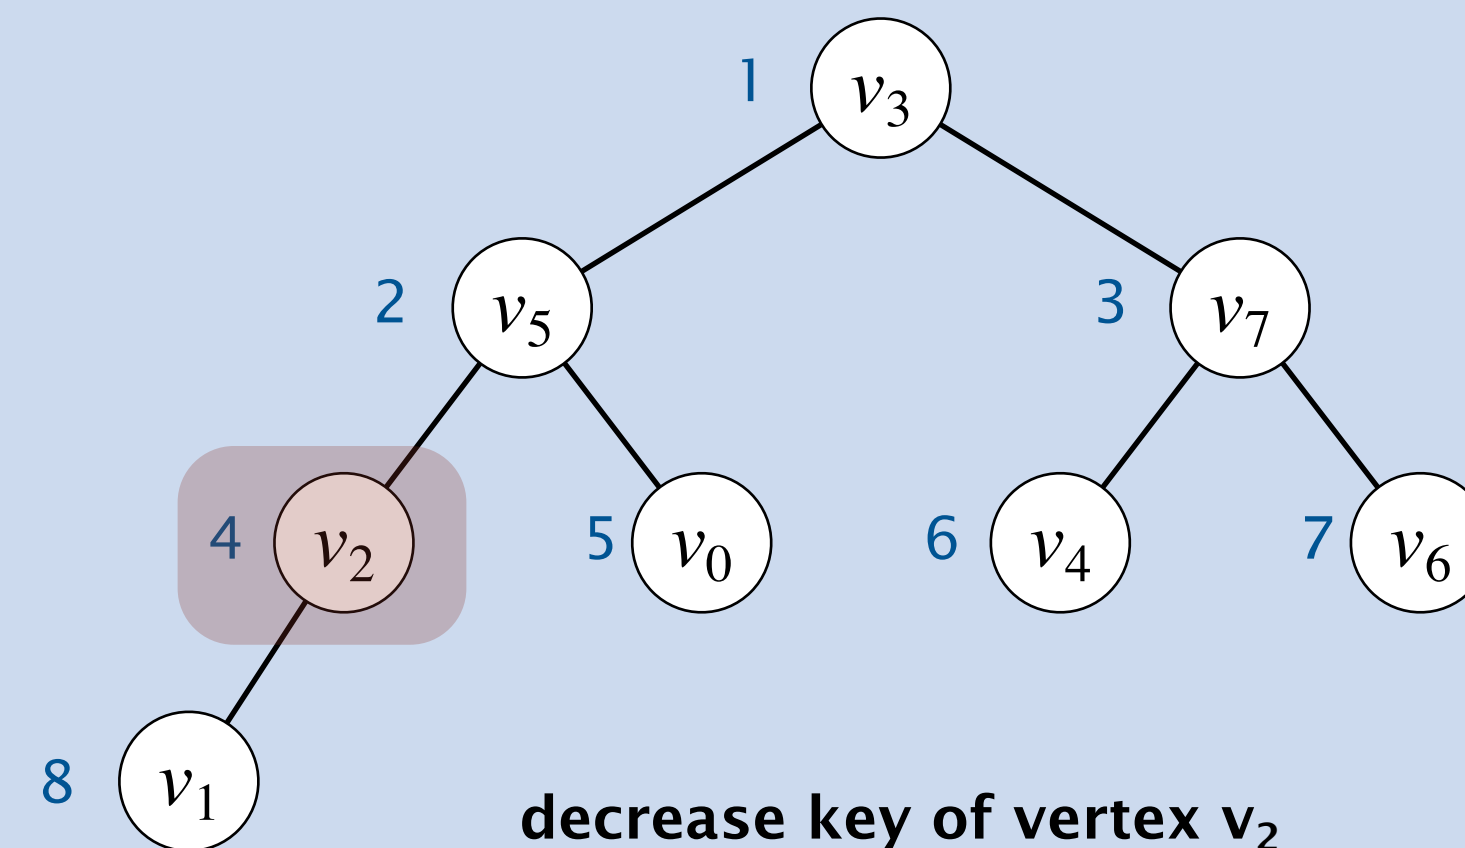 1 v₃
2 v₅ 3 v₇
4 v₂ 5 v₀ 6 v₄ 7 v₆
8 v₁
decrease key of vertex v₂